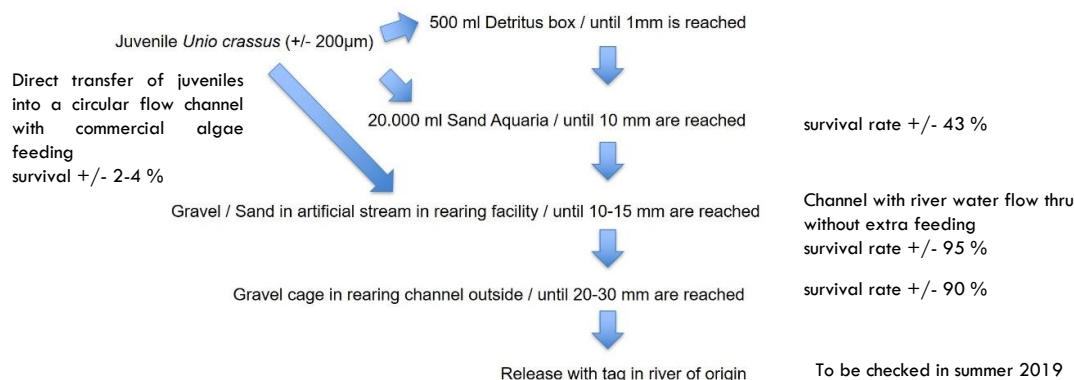 500 ml Detritus box / until 1mm is reached
Juvenile Unio crassus (+/- 200µm)
Direct transfer of juveniles
into a circular flow channel
with commercial algae
feeding
survival +/- 2-4 %
20.000 ml Sand Aquaria / until 10 mm are reached
survival rate +/- 43 %
Gravel / Sand in artificial stream in rearing facility / until 10-15 mm are reached
Channel with river water flow thru
without extra feeding
survival rate +/- 95 %
Gravel cage in rearing channel outside / until 20-30 mm are reached
survival rate +/- 90 %
Release with tag in river of origin
To be checked in summer 2019